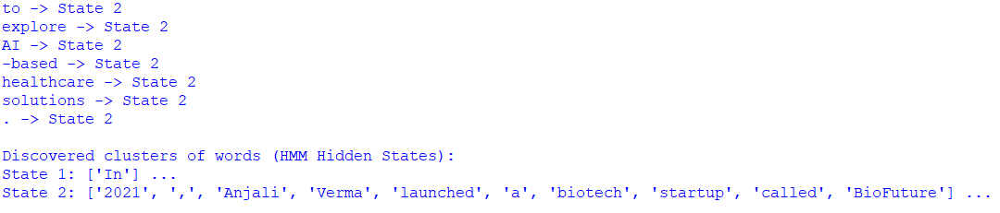 to -> State 2
explore -> State 2
AI -> State 2
-based -> State 2
healthcare -> State 2
solutions -> State 2
. -> State 2
Discovered clusters of words (HMM Hidden States):
State 1: ['In'] ...
State 2: ['2021', ',', 'Anjali', 'Verma', 'launched', 'a', 'biotech', 'startup', 'called', 'BioFuture'] ...